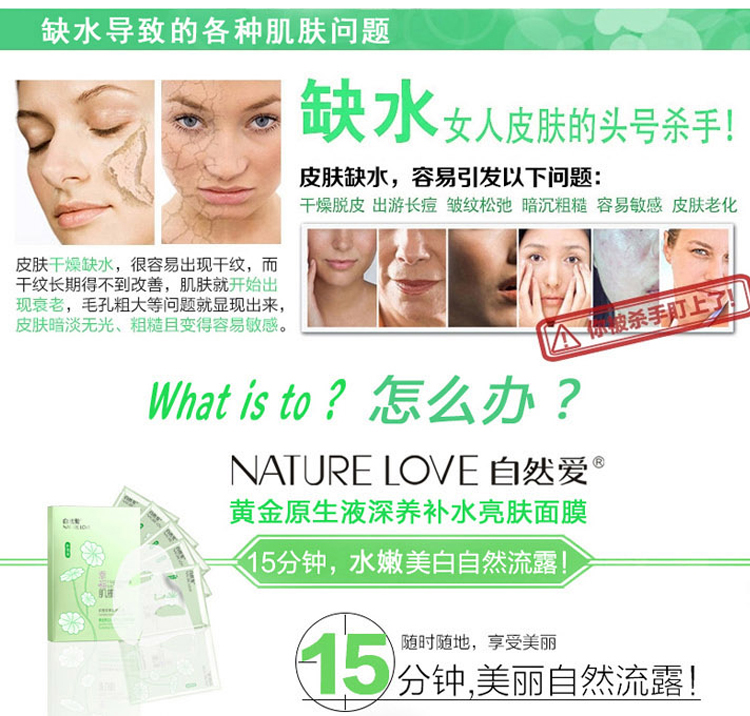 缺水导致的各种肌肤问题
缺水 女人皮肤的头号杀手!
皮肤缺水，容易引发以下问题:
干燥脱皮 出游长痘 皱纹松弛 暗沉粗糙 容易敏感 皮肤老化
皮肤干燥缺水，很容易出现干纹，而
干纹长期得不到改善，肌肤就开始出
现衰老，毛孔粗大等问题就显现出来，
皮肤暗淡无光、粗糙且变得容易敏感。
你被杀手盯上了!
What is to ? 怎么办 ?
NATURE LOVE 自然爱®
黄金原生液深养补水亮肤面膜
15分钟，水嫩美白自然流露!
自然爱
NATURE LOVE
随时随地，享受美丽
15
分钟,美丽自然流露!